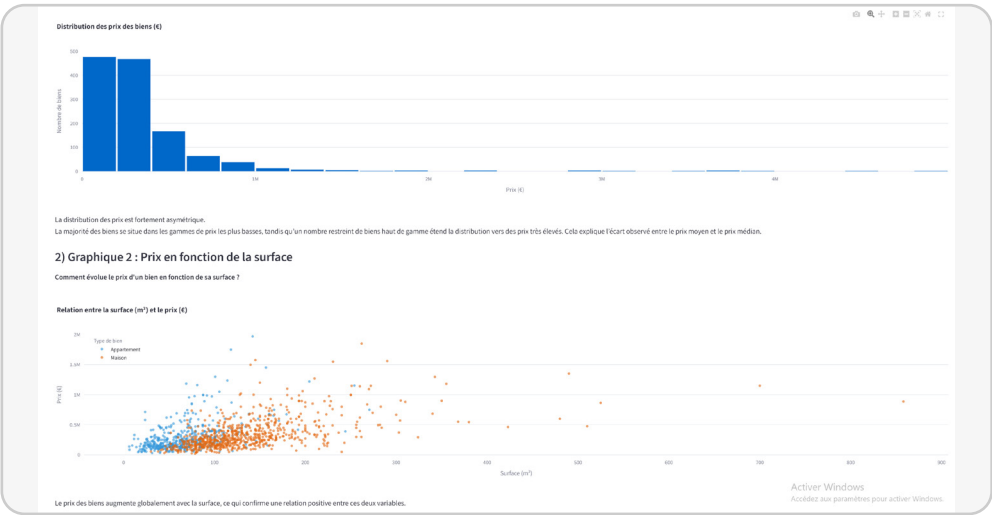 Distribution des prix des biens (€)
500
400
300
200
100
0
Nombre de biens
0 1M 2M 3M 4M
Prix (€)
La distribution des prix est fortement asymétrique.
La majorité des biens se situe dans les gammes de prix les plus basses, tandis qu'un nombre restreint de biens haut de gamme étend la distribution vers des prix très élevés. Cela explique l'écart observé entre le prix moyen et le prix médian.
2) Graphique 2 : Prix en fonction de la surface
Comment évolue le prix d'un bien en fonction de sa surface ?
Relation entre la surface (m²) et le prix (€)
Type de bien
Appartement
Maison
2M
1.5M
1M
0.5M
0
Prix (€)
0 100 200 300 400 500 600 700 800 900
Surface (m²)
Le prix des biens augmente globalement avec la surface, ce qui confirme une relation positive entre ces deux variables.
Activer Windows
Accédez aux paramètres pour activer Windows.